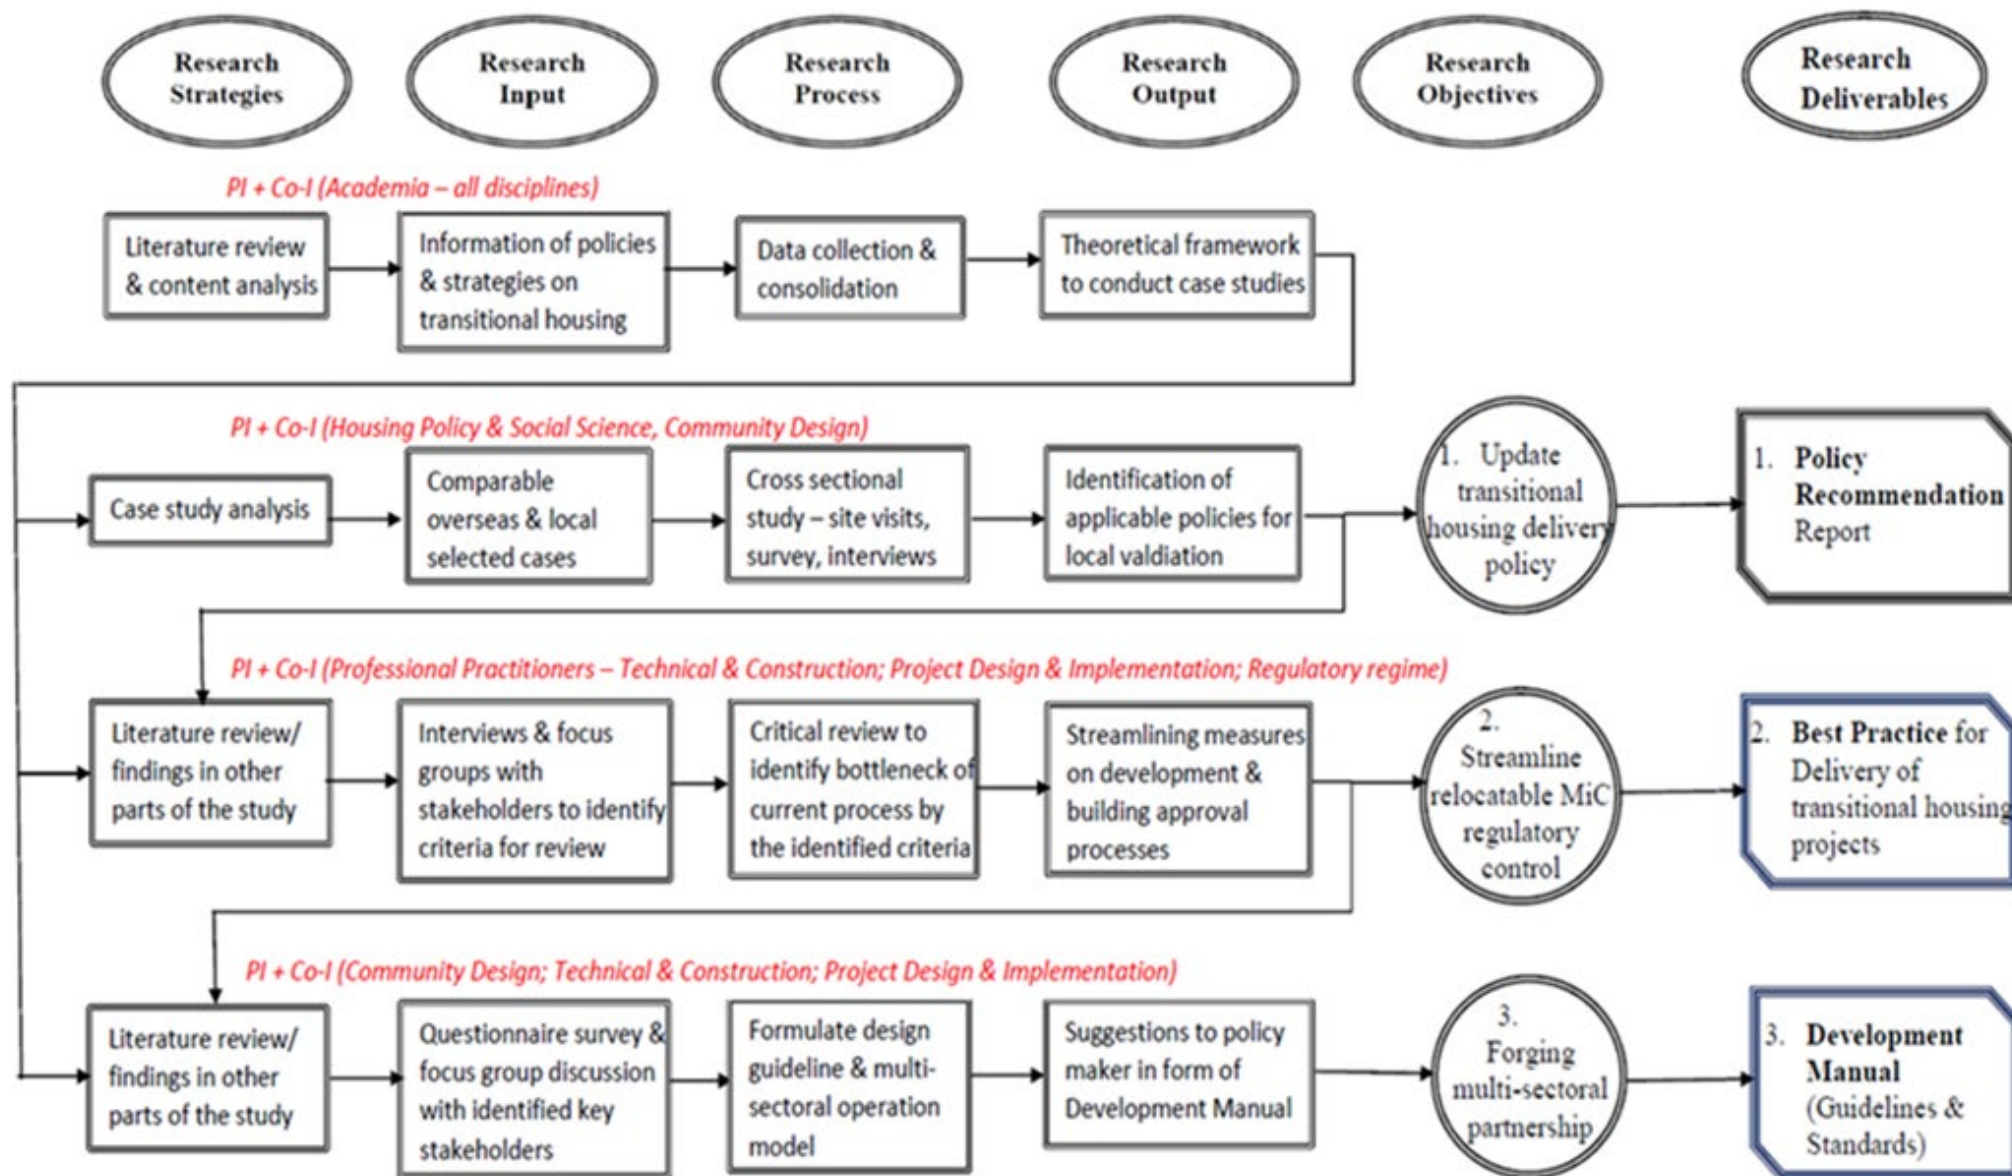 Research
Strategies
Research
Input
Research
Process
Research
Output
Research
Objectives
Research
Deliverables
PI + Co-I (Academia – all disciplines)
Literature review
& content analysis
Information of policies
& strategies on
transitional housing
Data collection &
consolidation
Theoretical framework
to conduct case studies
PI + Co-I (Housing Policy & Social Science, Community Design)
Case study analysis
Comparable
overseas & local
selected cases
Cross sectional
study – site visits,
survey, interviews
Identification of
applicable policies for
local valdiation
1. Update
transitional
housing delivery
policy
1. Policy
Recommendation
Report
PI + Co-I (Professional Practitioners – Technical & Construction; Project Design & Implementation; Regulatory regime)
Literature review/
findings in other
parts of the study
Interviews & focus
groups with
stakeholders to identify
criteria for review
Critical review to
identify bottleneck of
current process by
the identified criteria
Streamlining measures
on development &
building approval
processes
2.
Streamline
relocatable MiC
regulatory
control
2. Best Practice for
Delivery of
transitional housing
projects
PI + Co-I (Community Design; Technical & Construction; Project Design & Implementation)
Literature review/
findings in other
parts of the study
Questionnaire survey &
focus group discussion
with identified key
stakeholders
Formulate design
guideline & multi-
sectoral operation
model
Suggestions to policy
maker in form of
Development Manual
3.
Forging
multi-sectoral
partnership
3. Development
Manual
(Guidelines &
Standards)